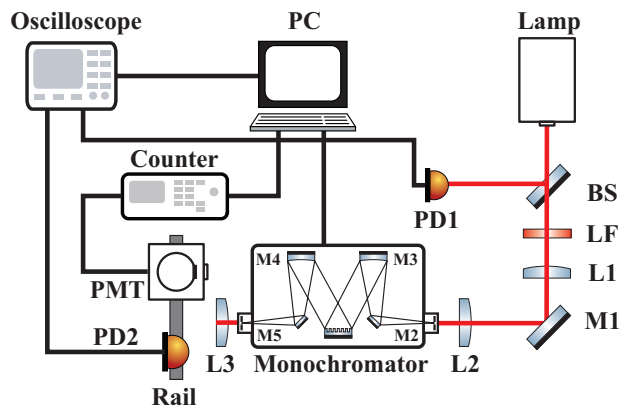 Oscilloscope
PC
Lamp
Counter
PD1
BS
LF
L1
M1
PMT
M4
M3
PD2
M5
M2
L3
Monochromator
L2
Rail